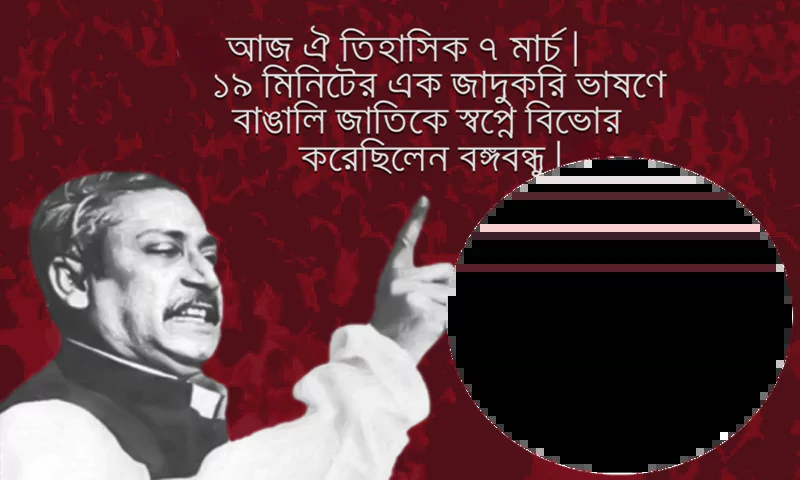 আজ ঐ তিহাসিক ৭ মার্চ |
১৯ মিনিটের এক জাদুকরি ভাষণে
বাঙালি জাতিকে স্বপ্নে বিভোর
করেছিলেন বঙ্গবন্ধু |